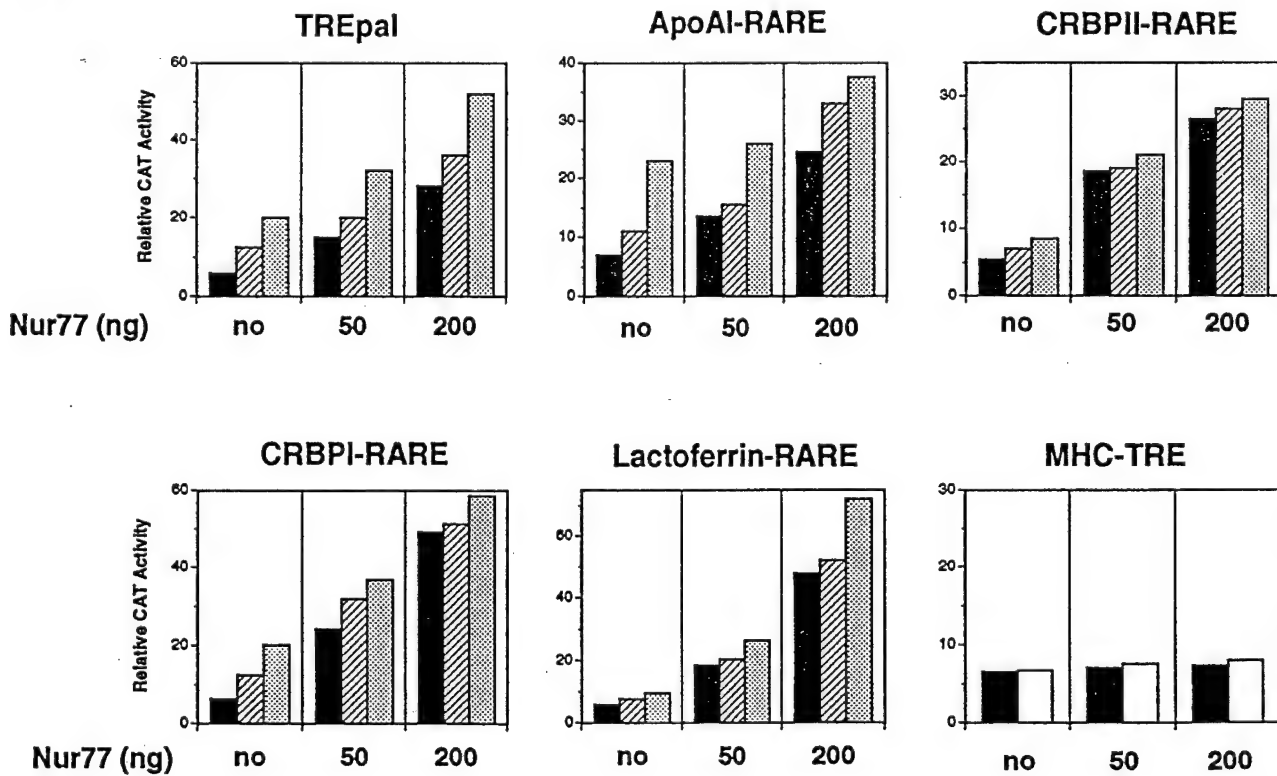 TREpal
ApoAI-RARE
CRBPII-RARE
Relative CAT Activity
60
40
20
0
40
30
20
10
0
30
20
10
0
Nur77 (ng)
no 50 200
no 50 200
no 50 200
CRBPI-RARE
Lactoferrin-RARE
MHC-TRE
Relative CAT Activity
60
40
20
0
60
40
20
0
30
20
10
0
Nur77 (ng)
no 50 200
no 50 200
no 50 200